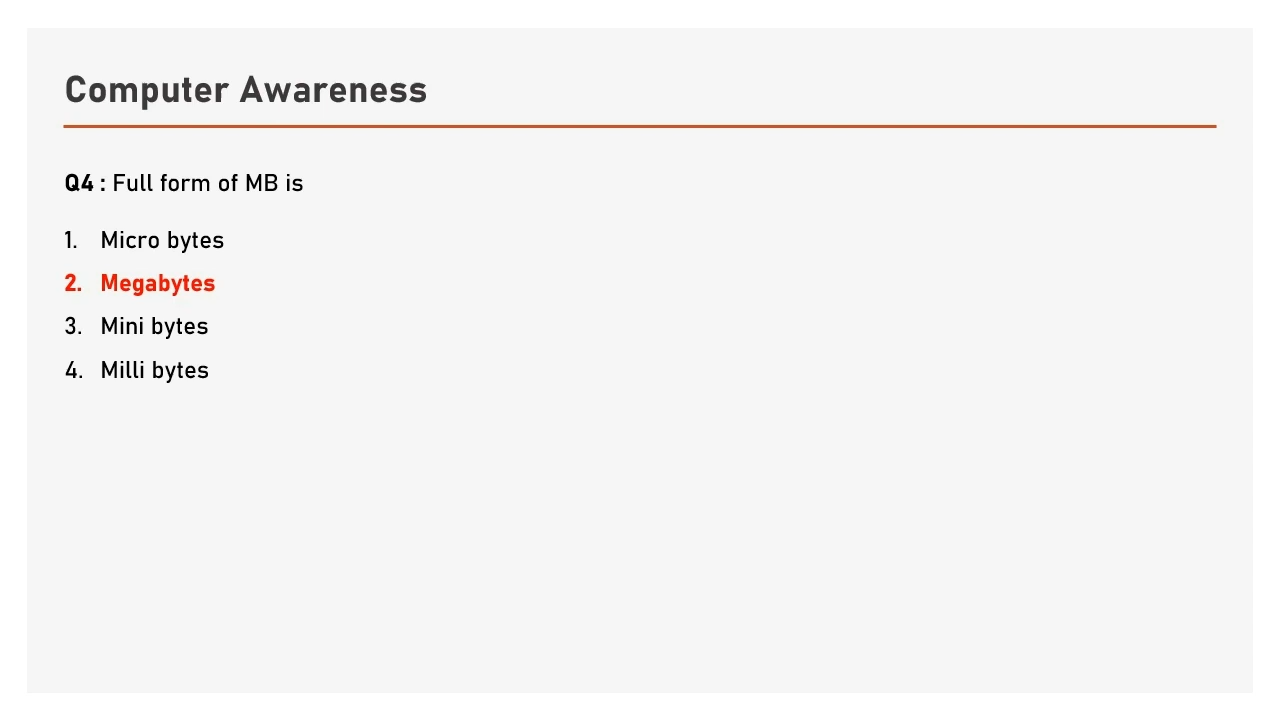 Computer Awareness
Q4 : Full form of MB is
1. Micro bytes
2. Megabytes
3. Mini bytes
4. Milli bytes